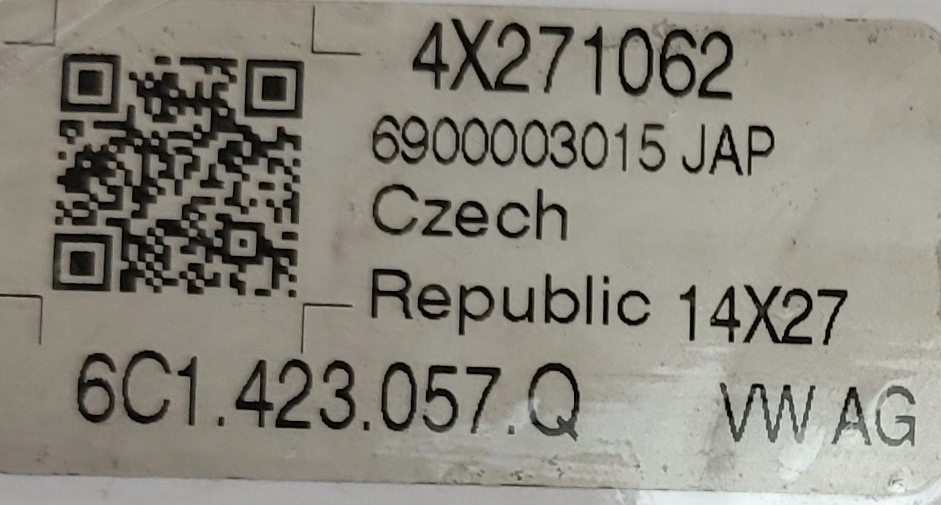 4X271062
6900003015 JAP
Czech
Republic 14X27
6C1.423.057.Q VW AG